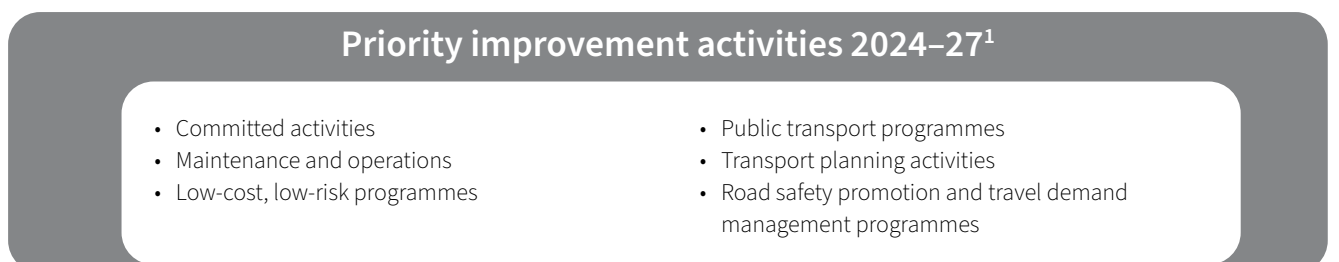 Priority improvement activities 2024–27¹
• Committed activities
• Maintenance and operations
• Low-cost, low-risk programmes
• Public transport programmes
• Transport planning activities
• Road safety promotion and travel demand
management programmes